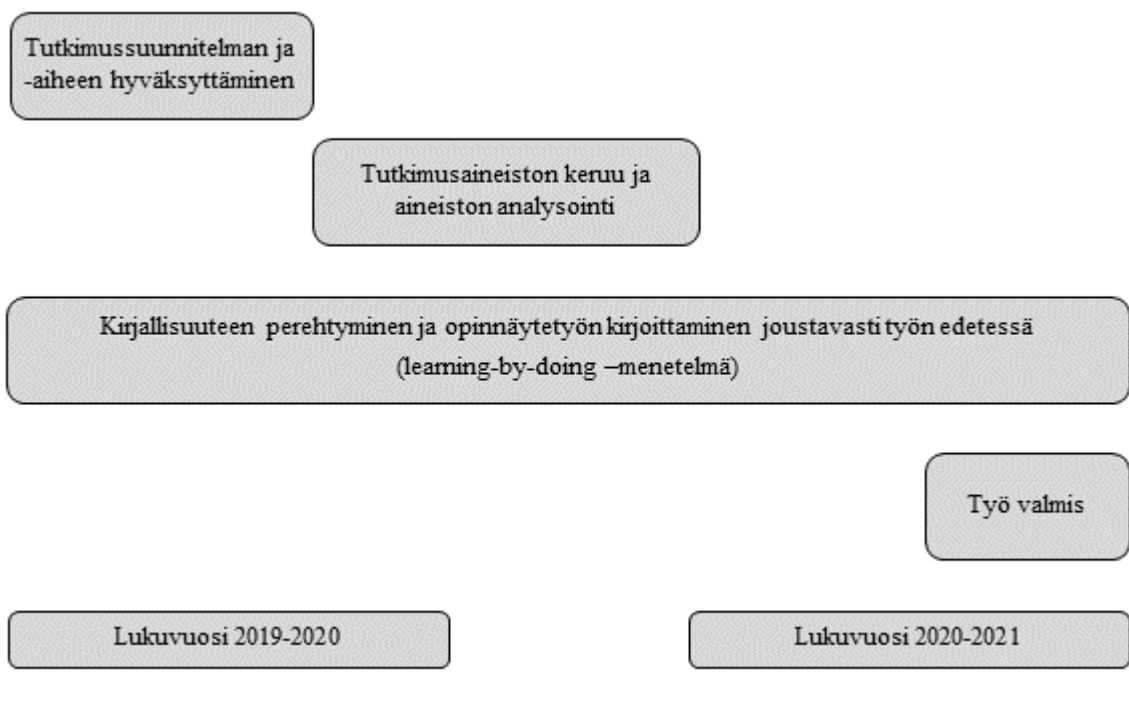 Tutkimussuunnitelman ja
-aiheen hyväksyttäminen
Tutkimusaineiston keruu ja
aineiston analysointi
Kirjallisuuteen perehtyminen ja opinnäytetyön kirjoittaminen joustavasti työn edetessä
(learning-by-doing –menetelmä)
Työ valmis
Lukuvuosi 2019-2020
Lukuvuosi 2020-2021